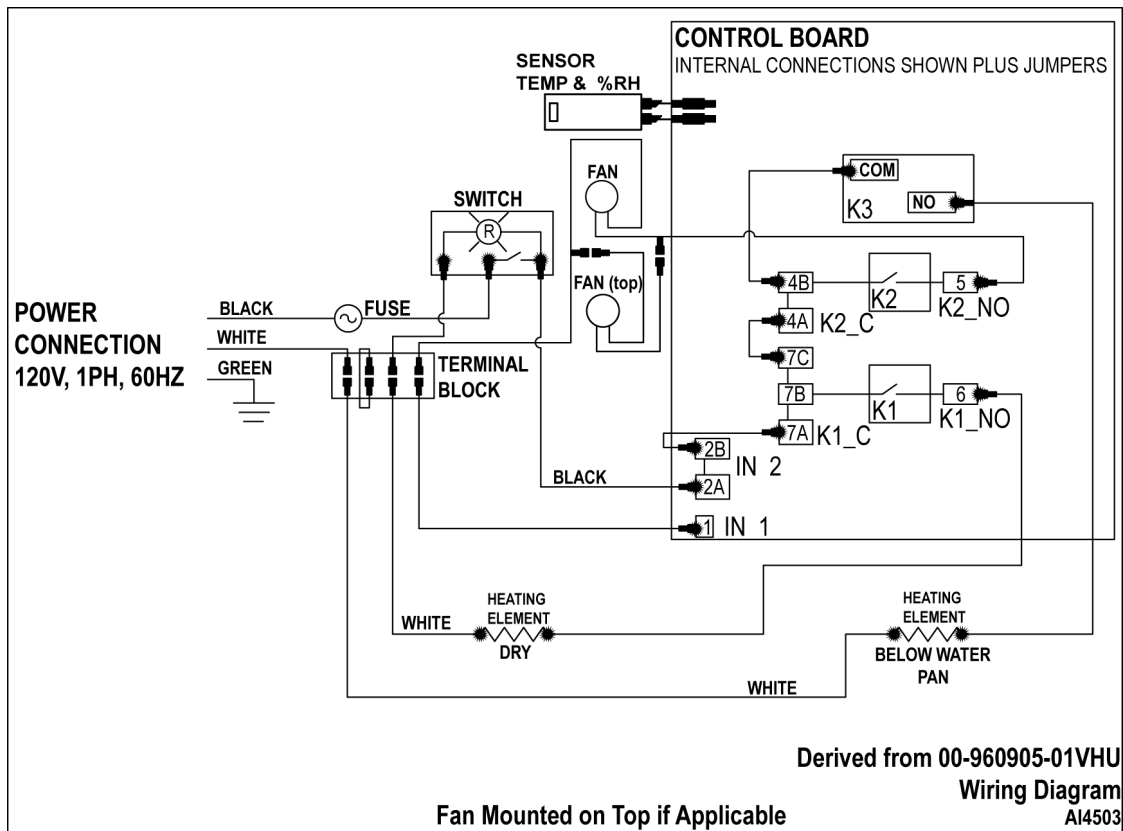 CONTROL BOARD
INTERNAL CONNECTIONS SHOWN PLUS JUMPERS
SENSOR
TEMP & %RH
FAN
COM
NO
K3
SWITCH
R
FAN (top)
4B
K2
5
K2_NO
4A
K2_C
POWER
CONNECTION
120V, 1PH, 60HZ
BLACK
FUSE
WHITE
GREEN
TERMINAL
BLOCK
7C
7B
K1
6
K1_NO
7A
K1_C
2B
IN 2
2A
BLACK
1
IN 1
HEATING
ELEMENT
DRY
WHITE
HEATING
ELEMENT
BELOW WATER
PAN
WHITE
Derived from 00-960905-01VHU
Wiring Diagram
AI4503
Fan Mounted on Top if Applicable